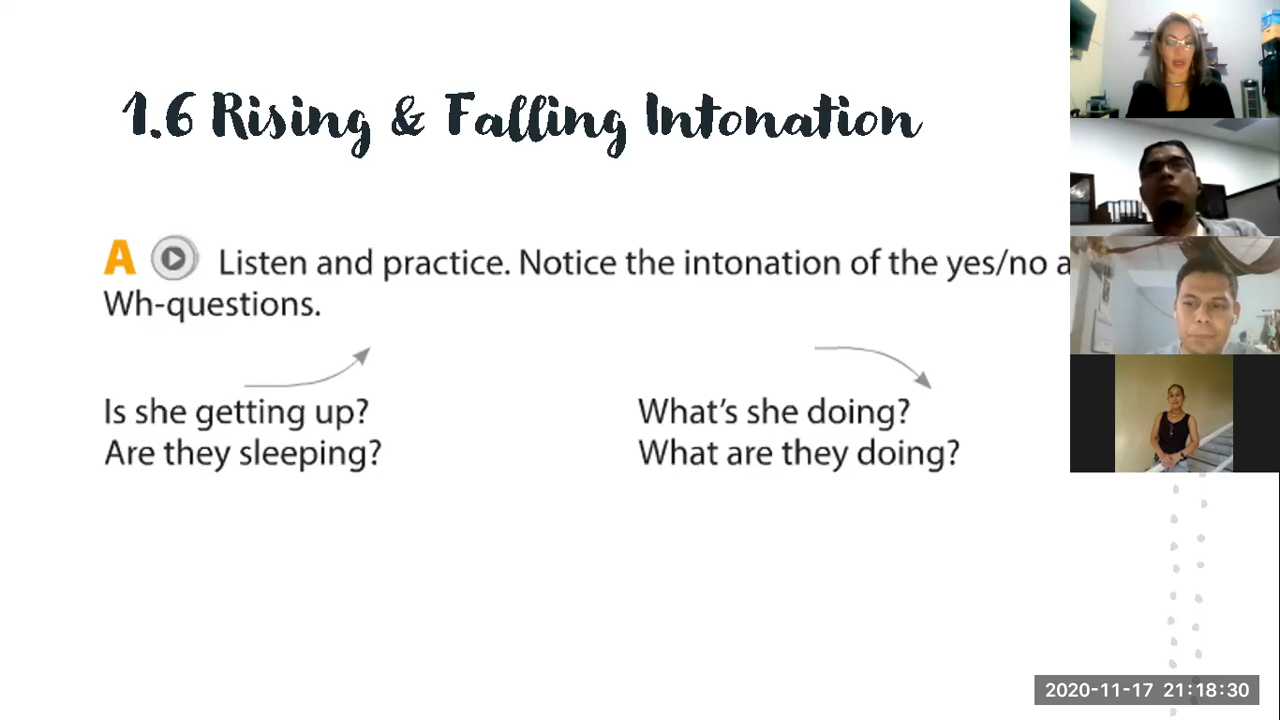 1.6 Rising & Falling Intonation
A Listen and practice. Notice the intonation of the yes/no
Wh-questions.
Is she getting up?
Are they sleeping?
What's she doing?
What are they doing?
2020-11-17 21:18:30